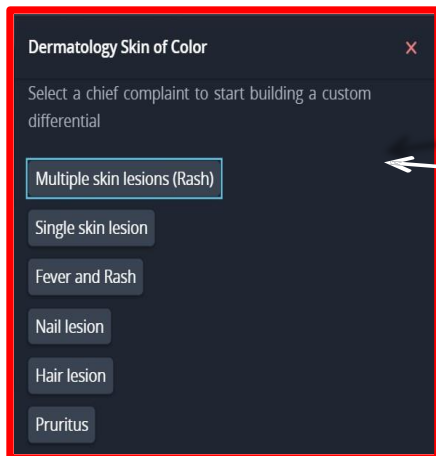 Dermatology Skin of Color
Select a chief complaint to start building a custom
differential
Multiple skin lesions (Rash)
Single skin lesion
Fever and Rash
Nail lesion
Hair lesion
Pruritus